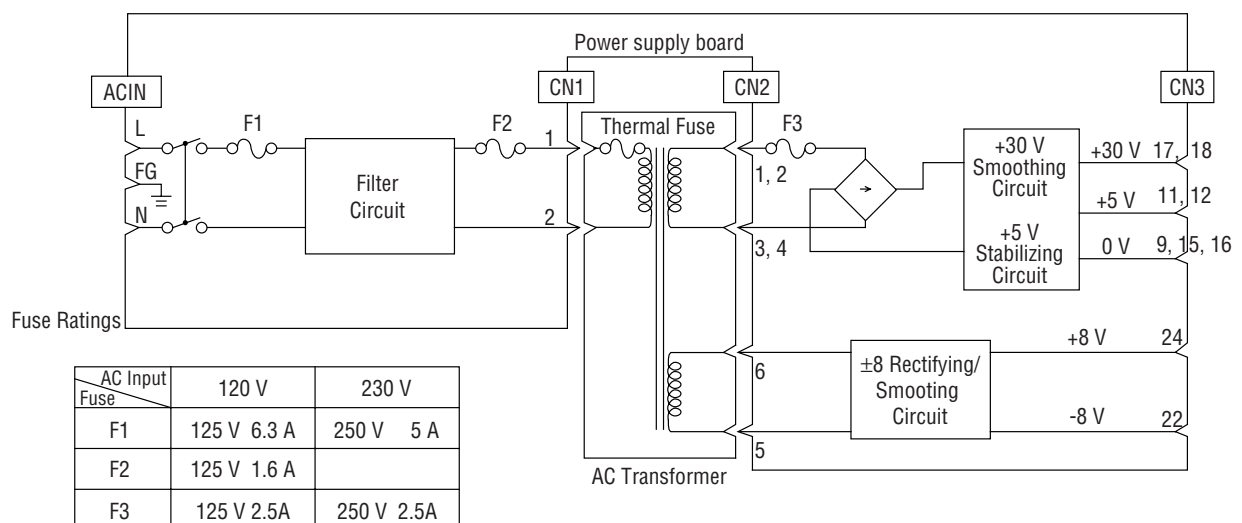 Power supply board
ACIN
CN1
CN2
CN3
L
F1
F2
1
Thermal Fuse
F3
FG
N
Filter
Circuit
2
1, 2
3, 4
+30 V
Smoothing
Circuit
+5 V
Stabilizing
Circuit
+30 V 17, 18
+5 V 11, 12
0 V 9, 15, 16
Fuse Ratings
6
5
±8 Rectifying/
Smooting
Circuit
+8 V 24
-8 V 22
AC Transformer
AC Input
Fuse
120 V
230 V
F1 125 V 6.3 A 250 V 5 A
F2 125 V 1.6 A
F3 125 V 2.5A 250 V 2.5A